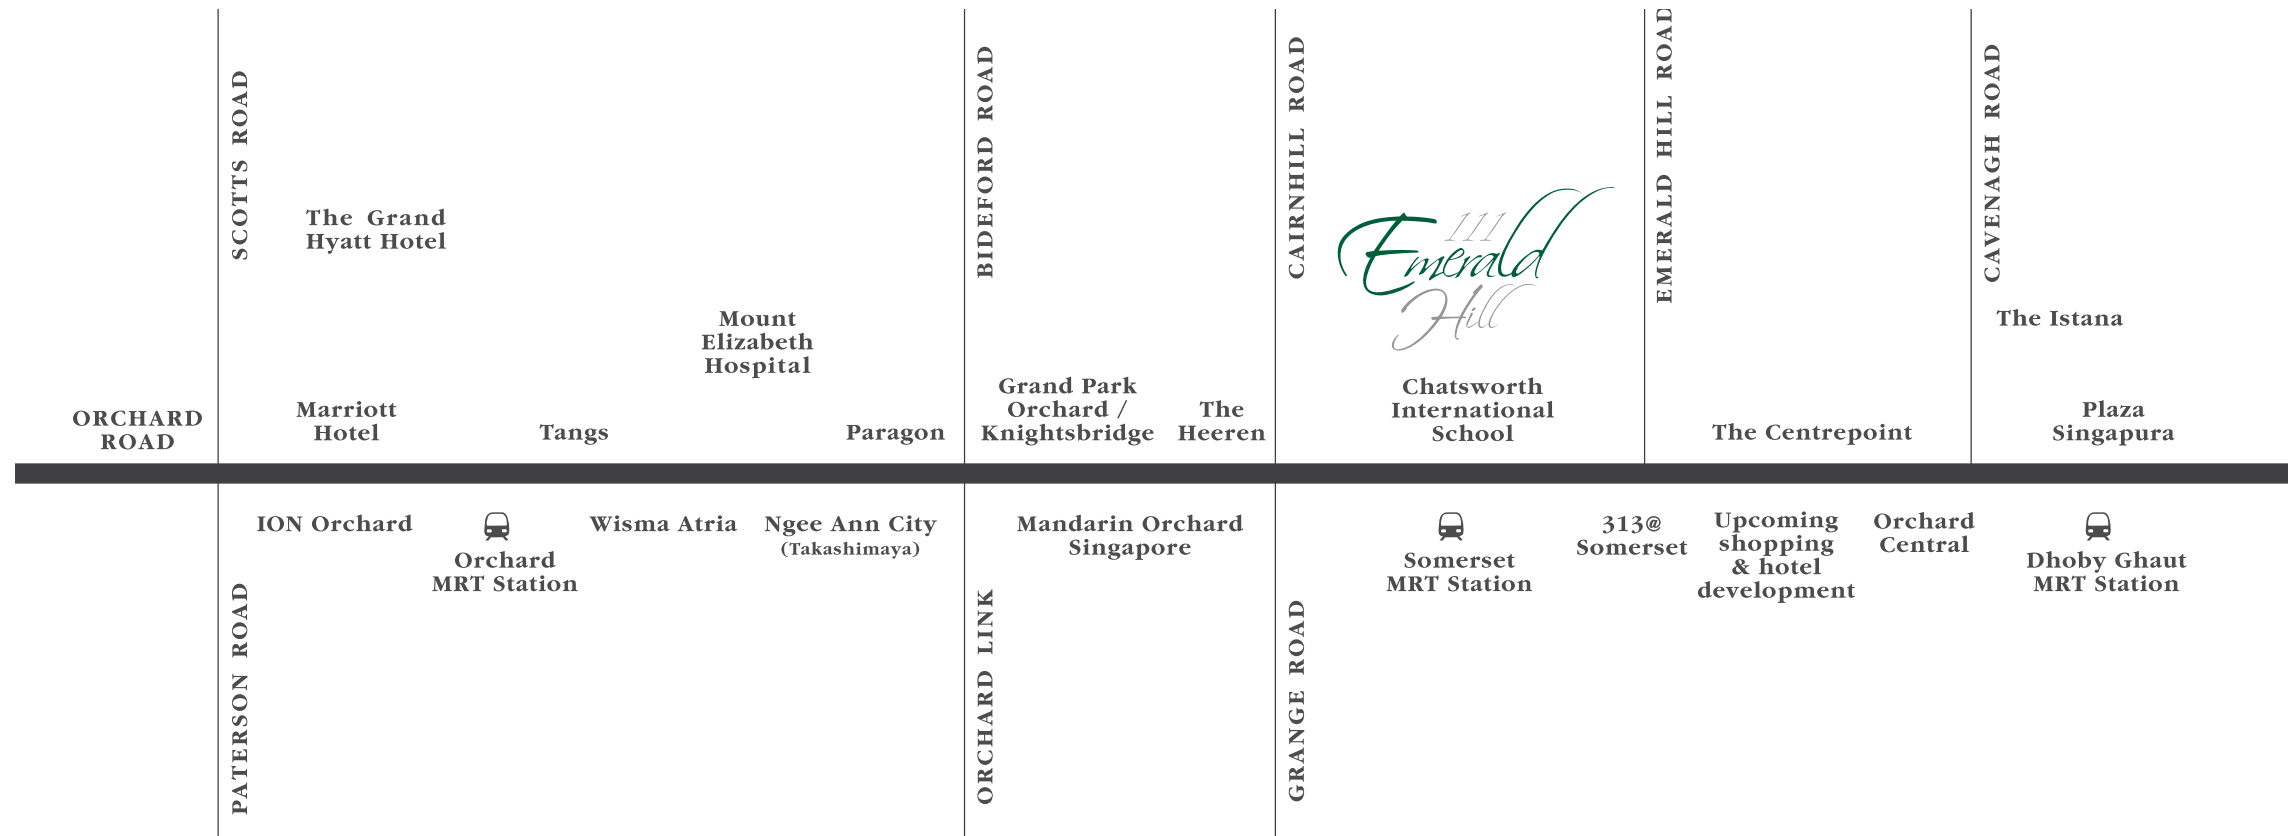 SCOTTS ROAD
BIDEFORD ROAD
CAIRNHILL ROAD
EMERALD HILL ROAD
CAVENAGH ROAD
The Grand
Hyatt Hotel
111
Emerald
Hill
Mount
Elizabeth
Hospital
The Istana
ORCHARD
ROAD
Marriott
Hotel
Tangs
Paragon
Grand Park
Orchard /
Knightsbridge
The
Heeren
Chatsworth
International
School
The Centrepoint
Plaza
Singapura
ION Orchard
Orchard
MRT Station
Wisma Atria
Ngee Ann City
(Takashimaya)
Mandarin Orchard
Singapore
Somerset
MRT Station
313@
Somerset
Upcoming
shopping
& hotel
development
Orchard
Central
Dhoby Ghaut
MRT Station
PATERSON ROAD
ORCHARD LINK
GRANGE ROAD